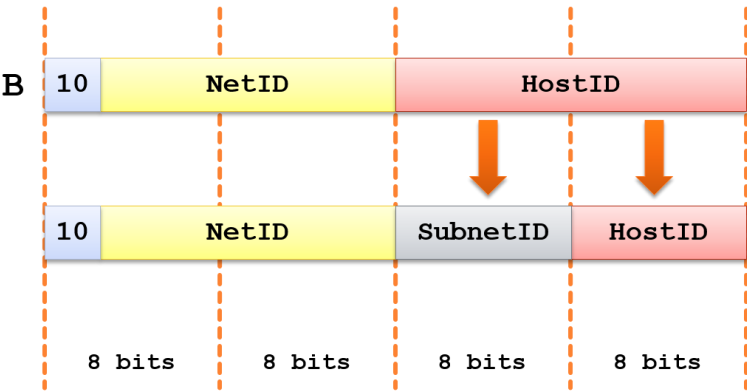 B 10 NetID HostID
10 NetID SubnetID HostID
8 bits 8 bits 8 bits 8 bits